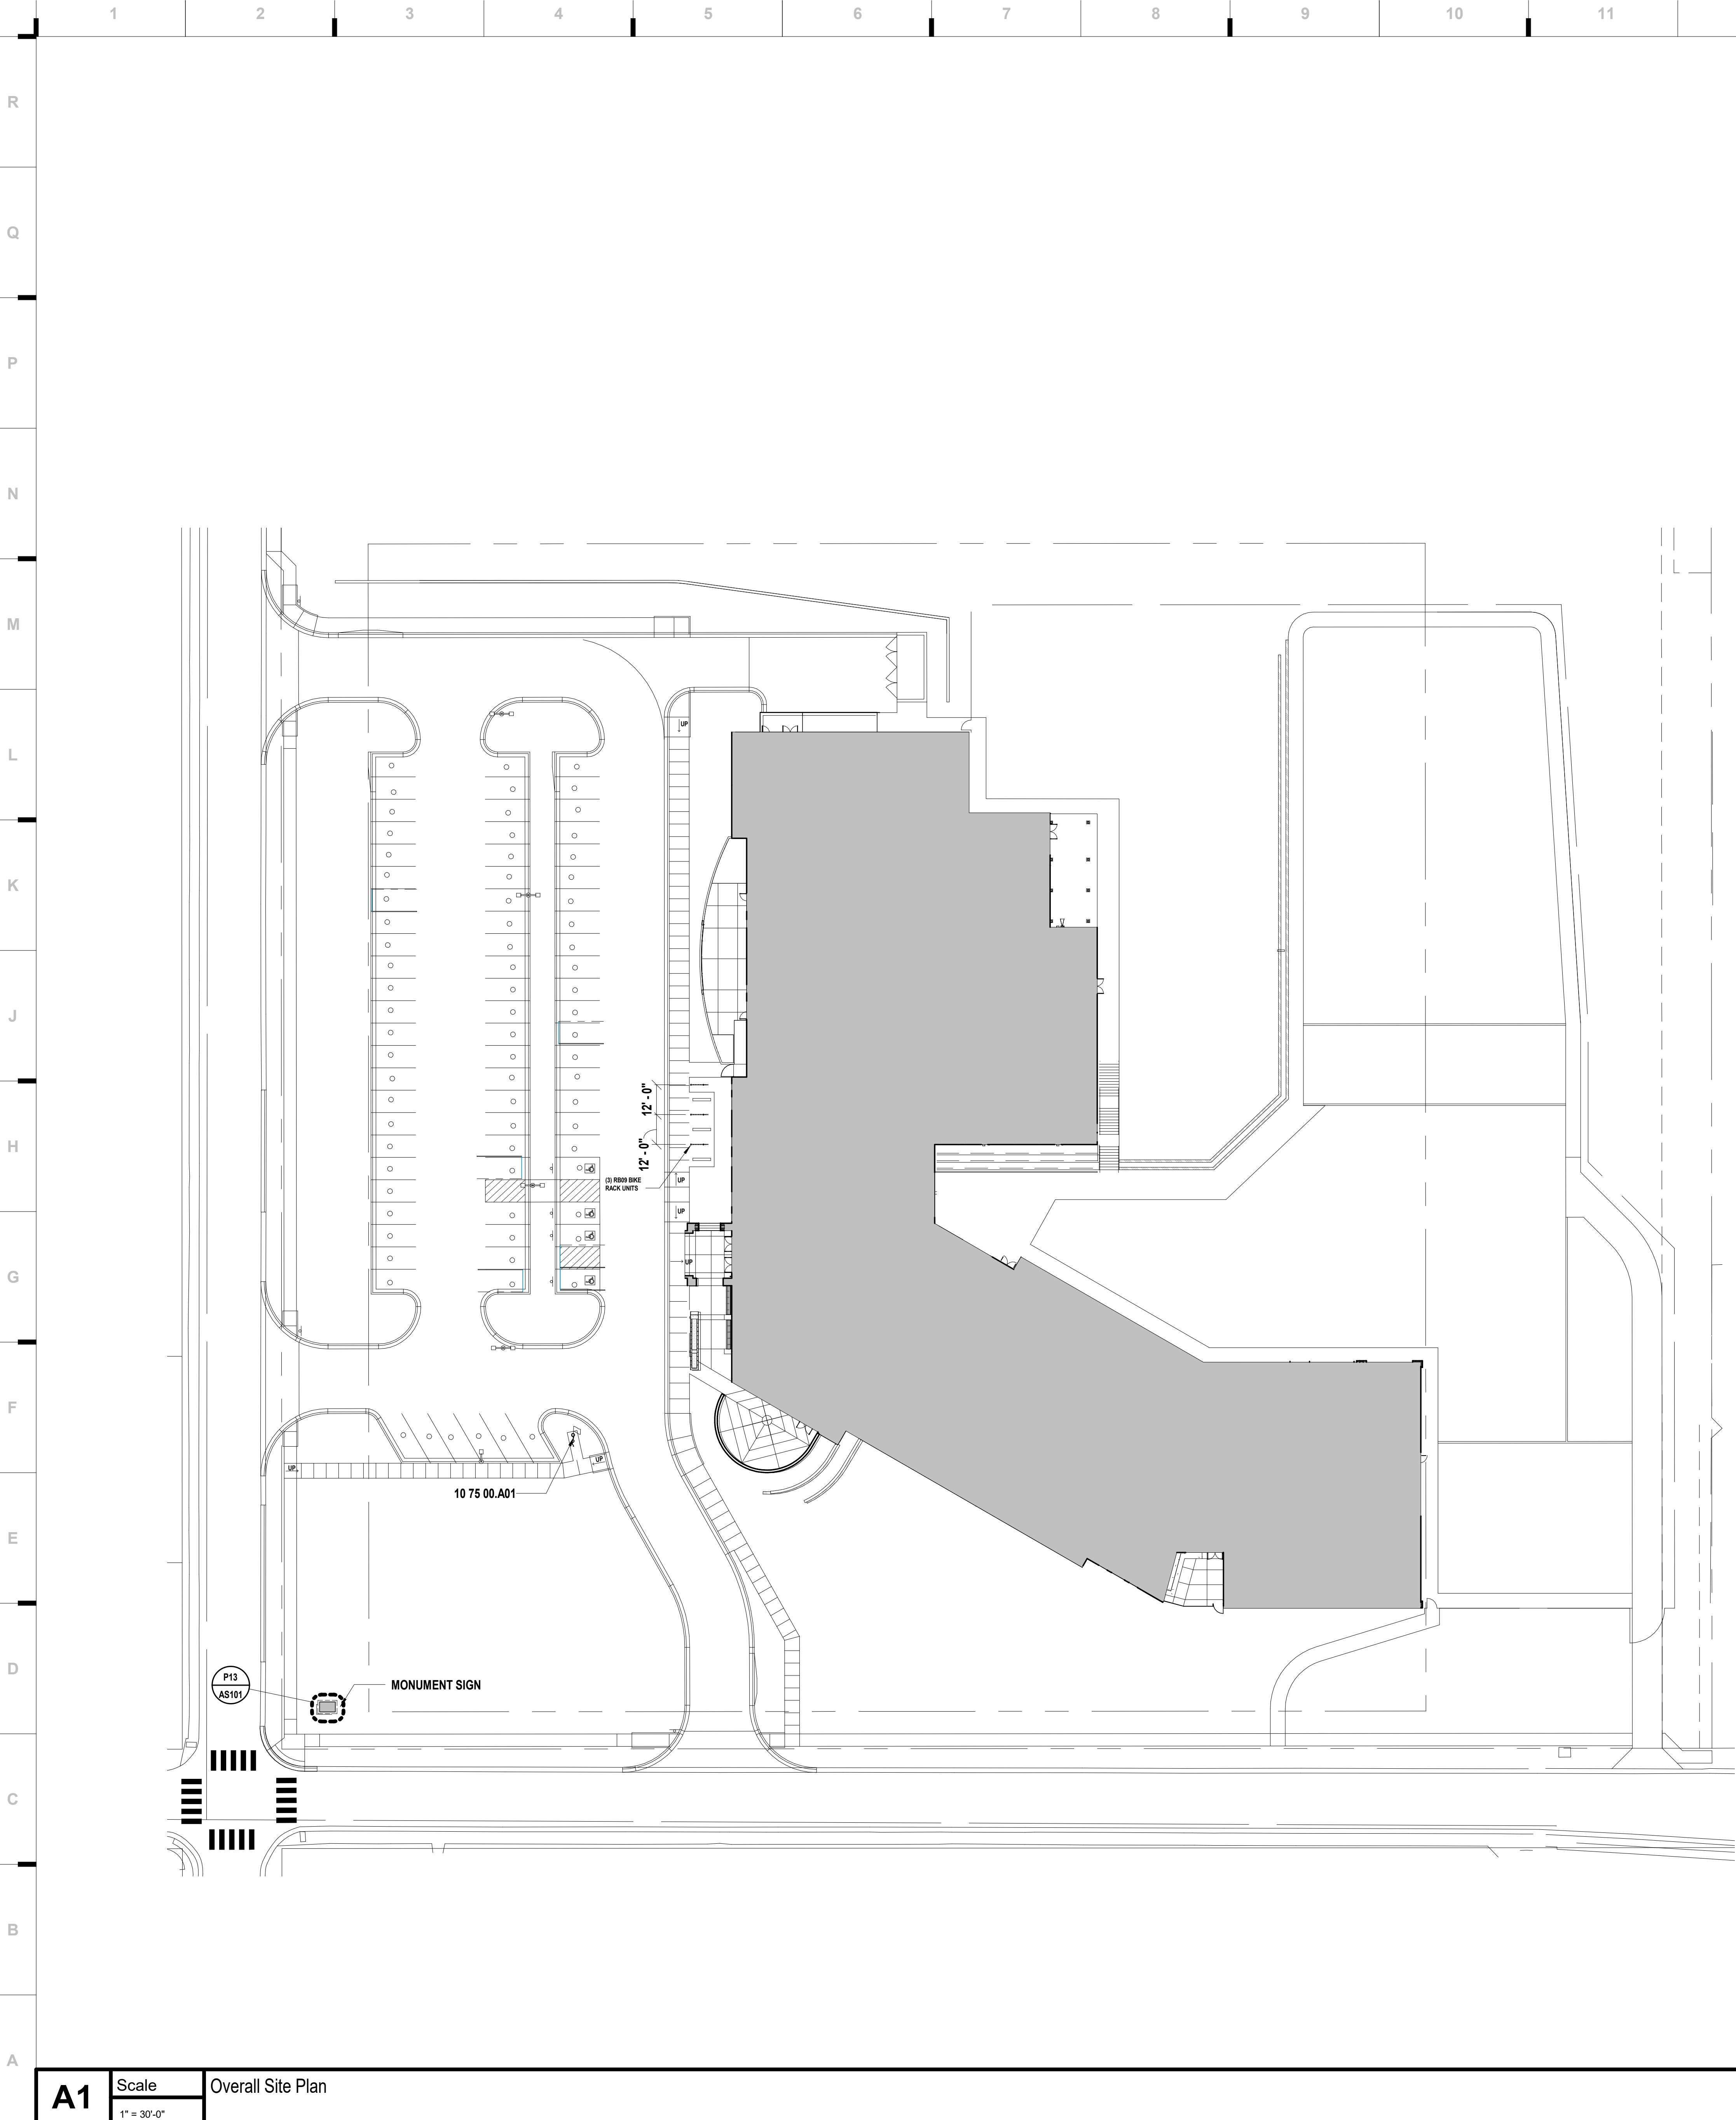 1 2 3 4 5 6 7 8 9 10 11
R
Q
P
N
M
L
UP
K
J
12' - 0"
H
12' - 0"
(3) RB09 BIKE
RACK UNITS
UP
UP
G
UP
F
UP
UP
10 75 00.A01
E
D
P13
AS101
MONUMENT SIGN
C
B
A
A1
Scale
Overall Site Plan
1" = 30'-0"